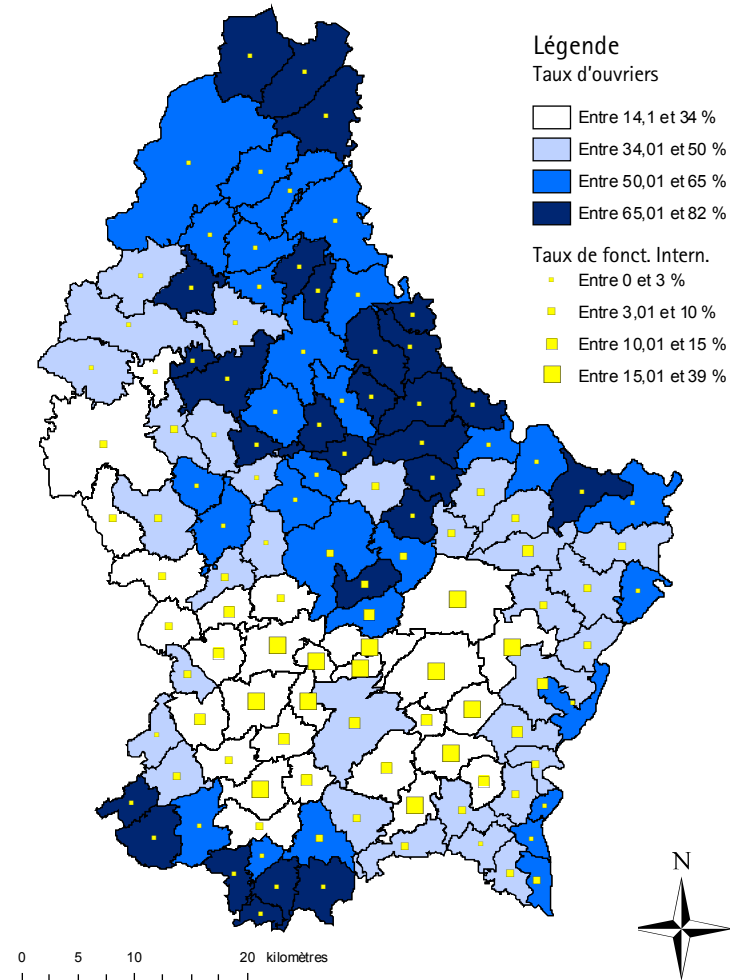 Légende
Taux d'ouvriers
Entre 14,1 et 34 %
Entre 34,01 et 50 %
Entre 50,01 et 65 %
Entre 65,01 et 82 %
Taux de fonct. Intern.
Entre 0 et 3 %
Entre 3,01 et 10 %
Entre 10,01 et 15 %
Entre 15,01 et 39 %
N
0 5 10 20 kilomètres